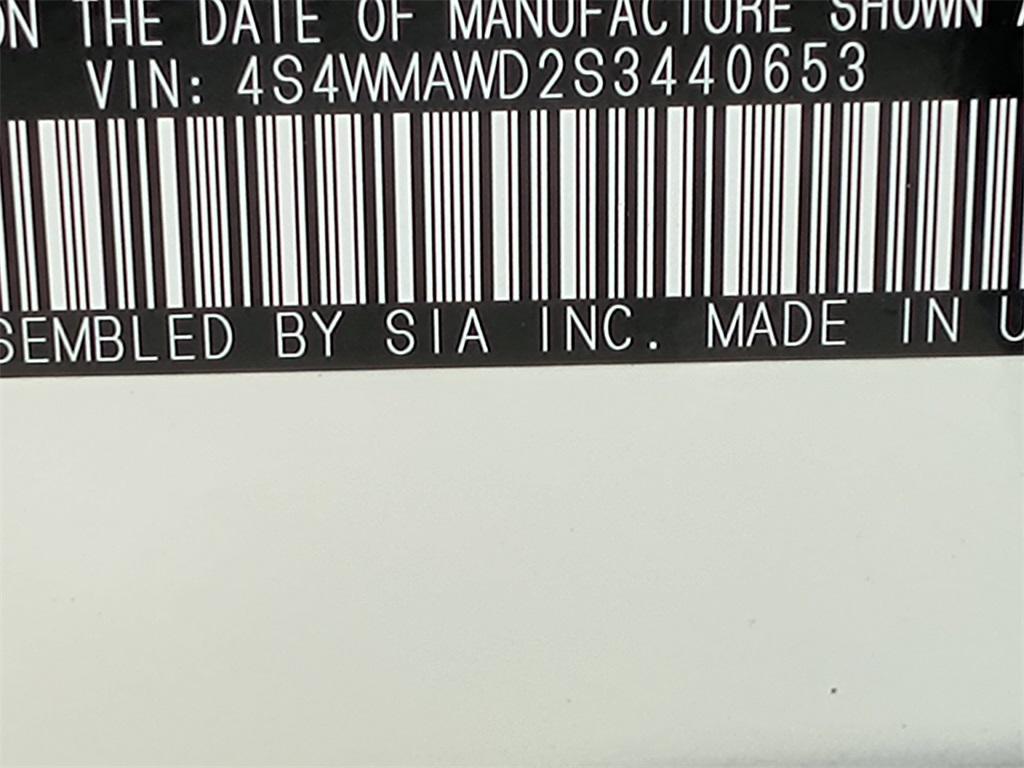 ON THE DATE OF MANUFACTURE SHOWN A
VIN: 4S4WMAWD2S3440653
SEMBLED BY SIA INC. MADE IN U